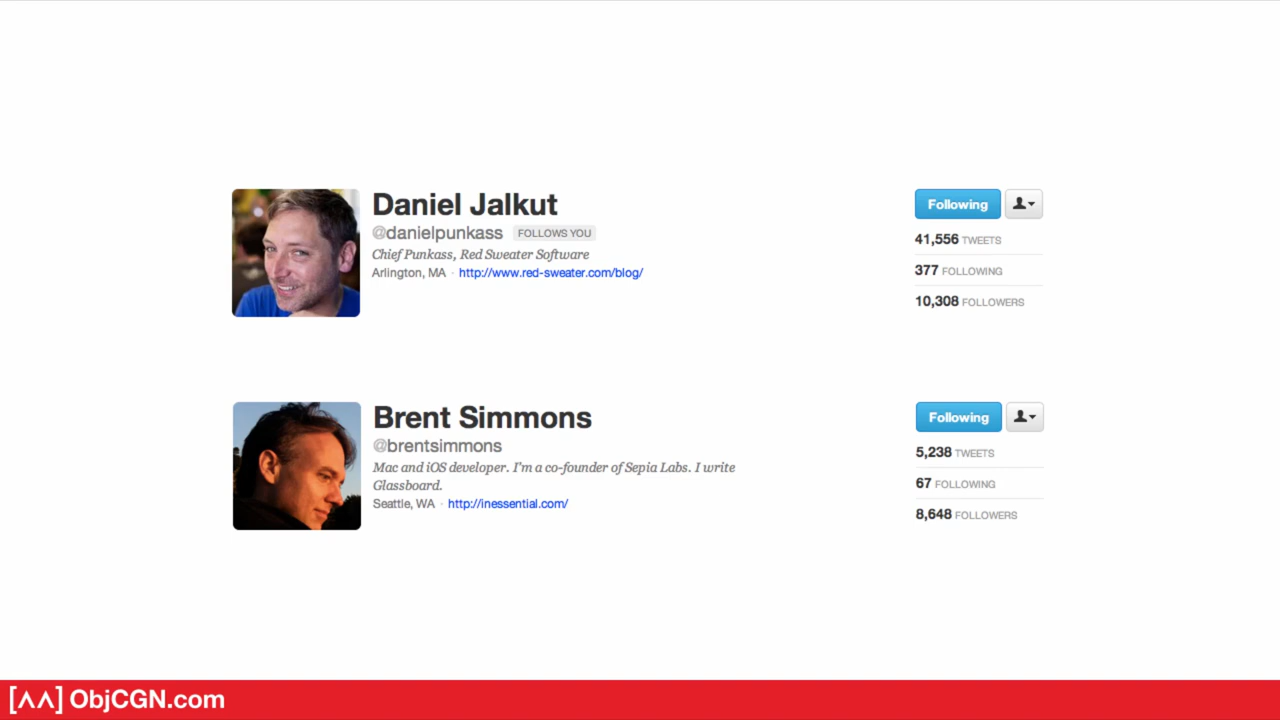 Daniel Jalkut
@danielpunkass FOLLOWS YOU
Chief Punkass, Red Sweater Software
Arlington, MA · http://www.red-sweater.com/blog/
Following
41,556 TWEETS
377 FOLLOWING
10,308 FOLLOWERS
Brent Simmons
@brentsimmons
Mac and iOS developer. I'm a co-founder of Sepia Labs. I write
Glassboard.
Seattle, WA · http://inessential.com/
Following
5,238 TWEETS
67 FOLLOWING
8,648 FOLLOWERS
[ʌʌ] ObjCGN.com